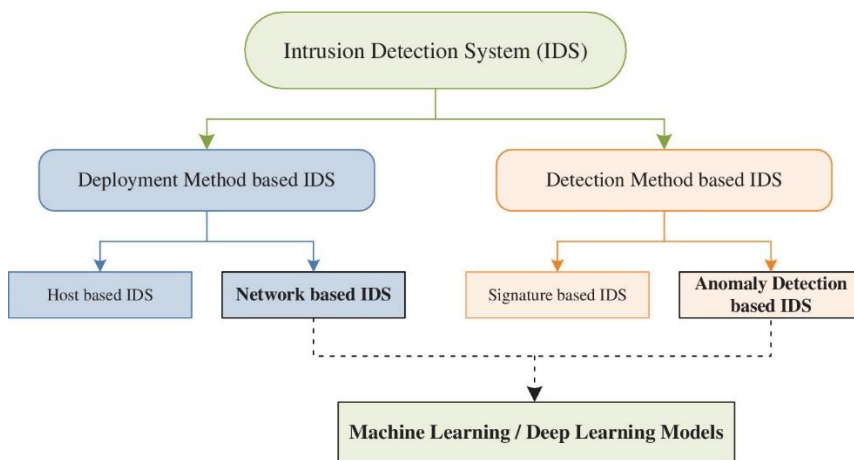 Intrusion Detection System (IDS)
Deployment Method based IDS
Detection Method based IDS
Host based IDS
Network based IDS
Signature based IDS
Anomaly Detection
based IDS
Machine Learning / Deep Learning Models